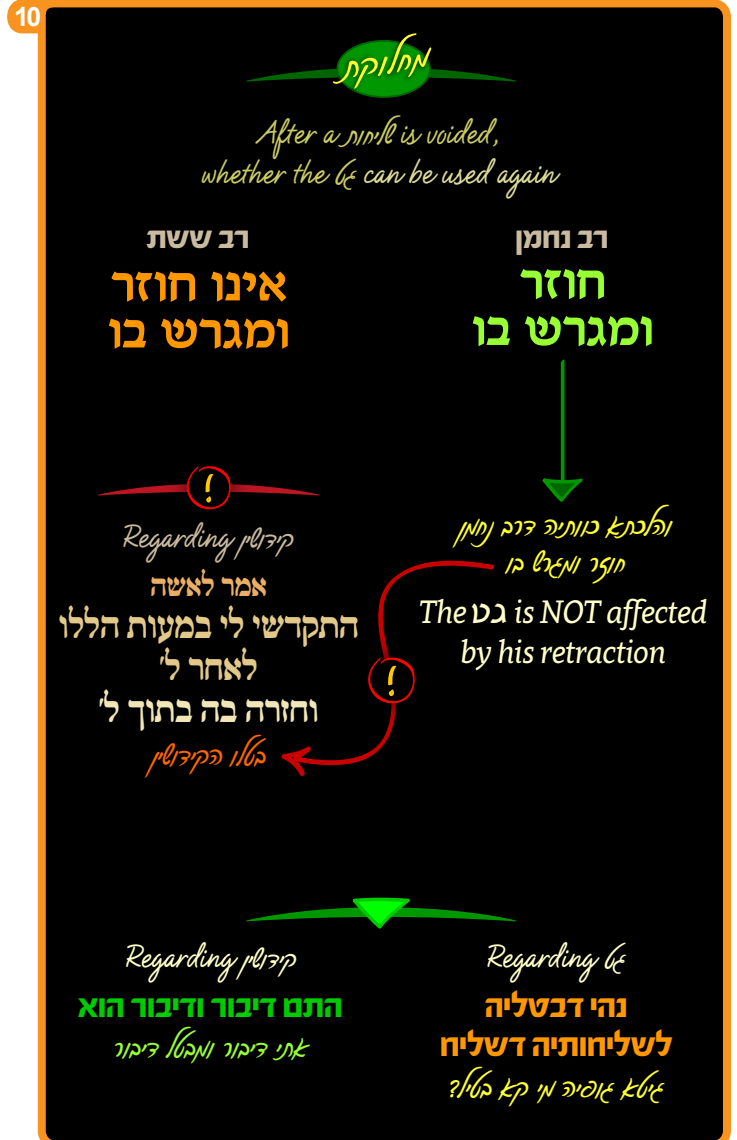 10
מחלוקת
After a שליחות is voided,
whether the גט can be used again
רב נחמן
חוזר
ומגרש בו
רב ששת
אינו חוזר
ומגרש בו
והלכתא כוותיה דרב נחמן
חוזר ומגרש בו
The גט is NOT affected
by his retraction
!
!
Regarding קידושין
אמר לאשה
התקדשי לי במעות הללו
לאחר ל'
וחזרה בה בתוך ל'
בטלו הקידושין
Regarding גט
נהי דבטליה
לשליחותיה דשליח
גיטא גופיה מי קא בטיל?
Regarding קידושין
התם דיבור ודיבור הוא
אתי דיבור ומבטל דיבור